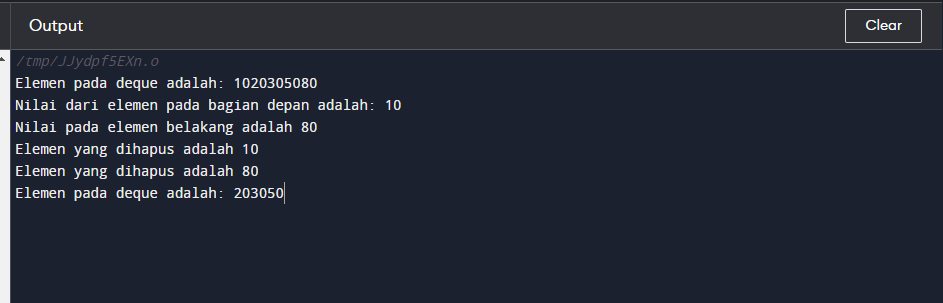 Output
Clear
/tmp/JJydpf5EXn.o
Elemen pada deque adalah: 1020305080
Nilai dari elemen pada bagian depan adalah: 10
Nilai pada elemen belakang adalah 80
Elemen yang dihapus adalah 10
Elemen yang dihapus adalah 80
Elemen pada deque adalah: 203050